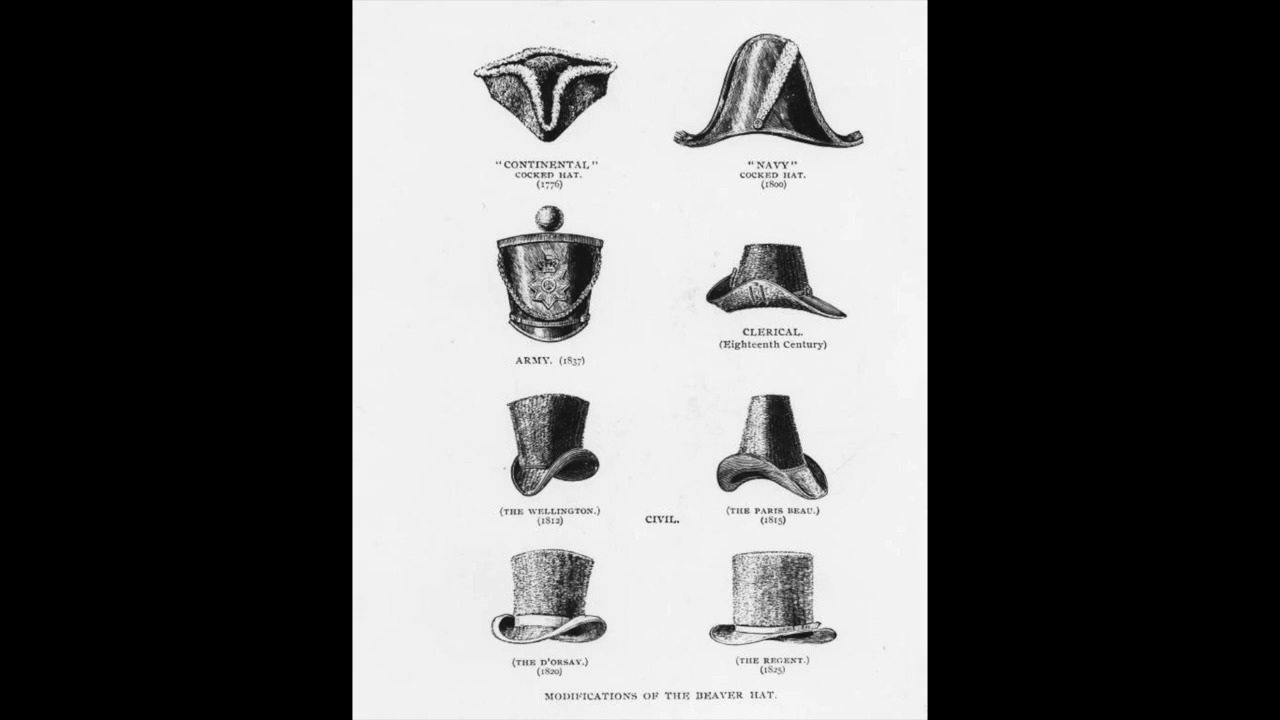 "CONTINENTAL"
COCKED HAT.
(1776)
"NAVY"
COCKED HAT.
(1800)
ARMY. (1837)
CLERICAL.
(Eighteenth Century)
(THE WELLINGTON.)
(1812)
CIVIL.
(THE PARIS BEAU.)
(1815)
(THE D'ORSAY.)
(1820)
(THE REGENT.)
(1825)
MODIFICATIONS OF THE BEAVER HAT.